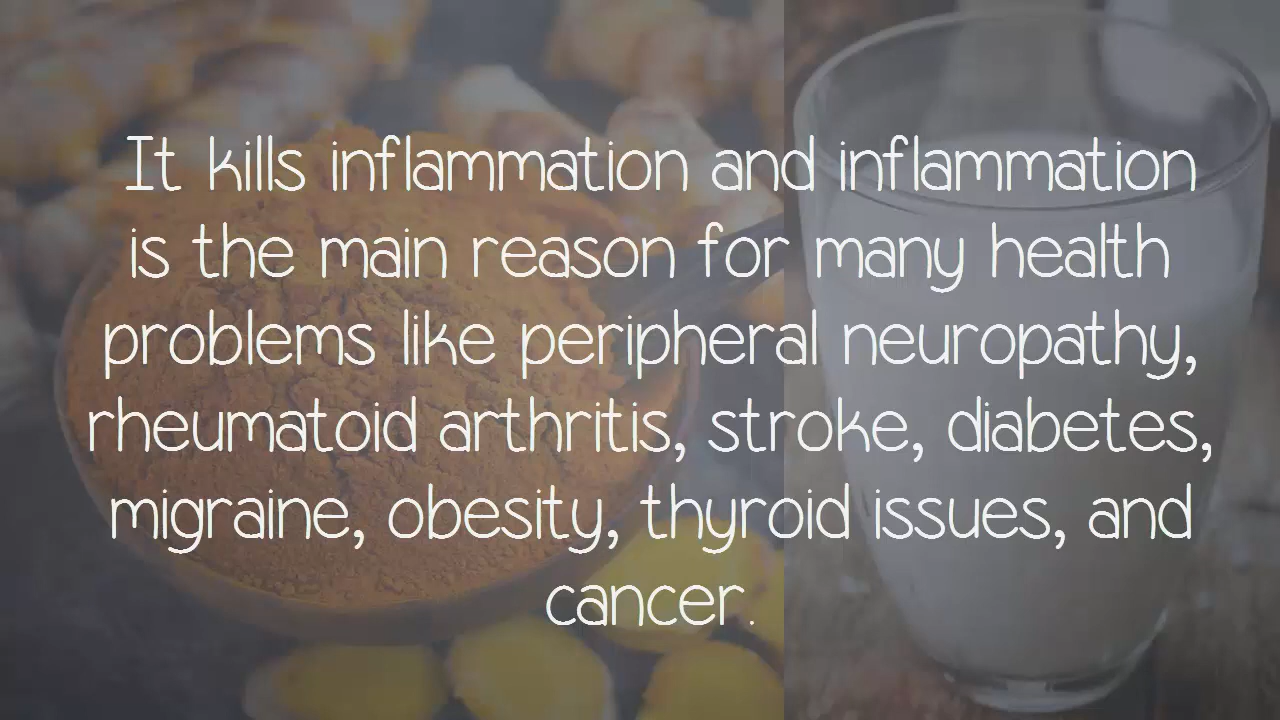 It kills inflammation and inflammation
is the main reason for many health
problems like peripheral neuropathy,
rheumatoid arthritis, stroke, diabetes,
migraine, obesity, thyroid issues, and
cancer.